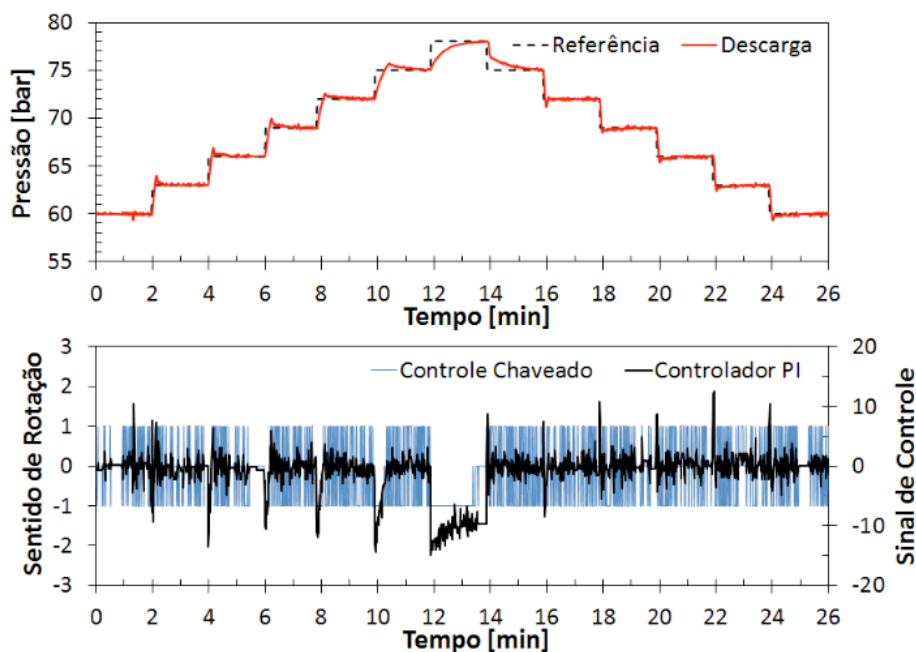 80
75
70
65
60
55
Pressão [bar]
Referência
Descarga
0 2 4 6 8 10 12 14 16 18 20 22 24 26
Tempo [min]
3
2
1
0
-1
-2
-3
Sentido de Rotação
Controle Chaveado
Controlador PI
20
10
0
-10
-20
Sinal de Controle
0 2 4 6 8 10 12 14 16 18 20 22 24 26
Tempo [min]